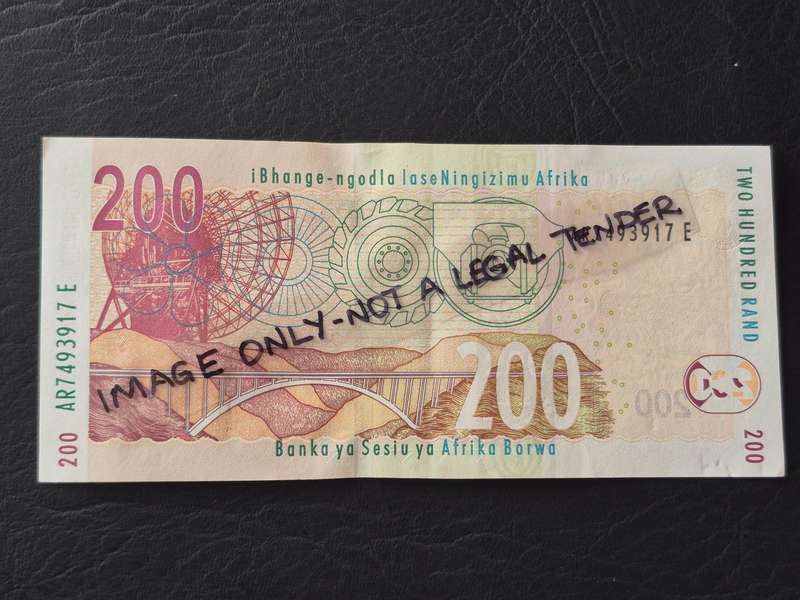 200
iBhange-ngodla laseNingizimu Afrika
7493917 E
IMAGE ONLY-NOT A LEGAL TENDER
200
200
Banka ya Sesiu ya Afrika Borwa
200 AR7493917 E
TWO HUNDRED RAND
200